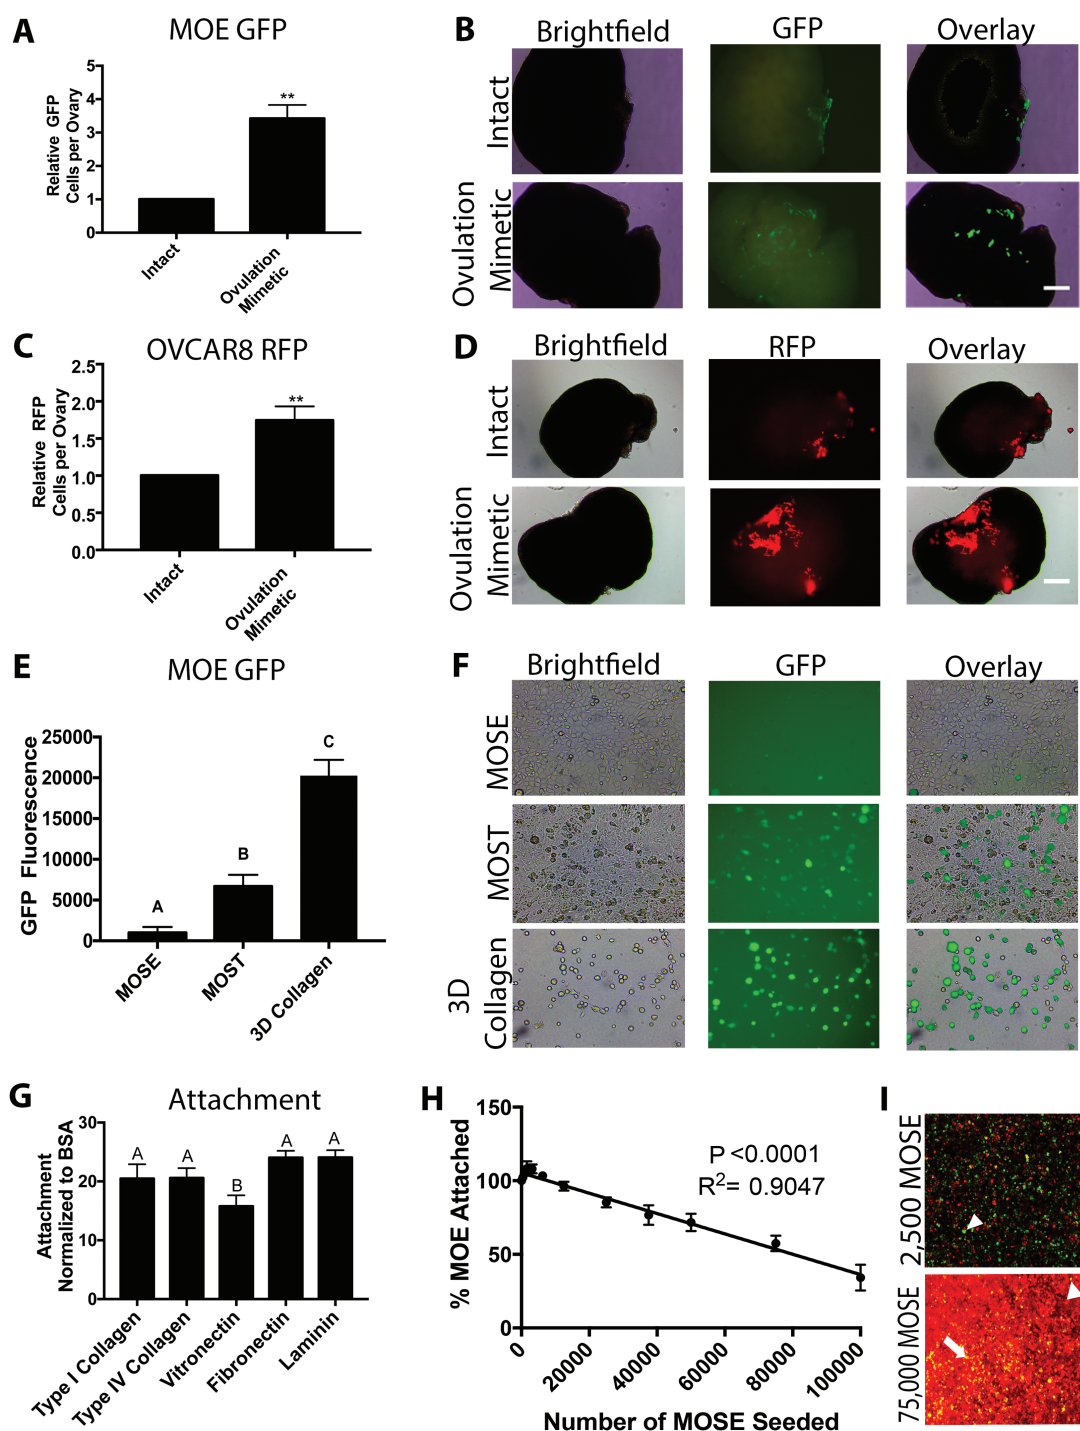 A
MOE GFP
Relative GFP
Cells per Ovary
5
4
3
2
1
0
**
Intact
Ovulation
Mimetic
B
Brightfield
GFP
Overlay
Intact
Ovulation
Mimetic
C
OVCAR8 RFP
Relative RFP
Cells per Ovary
2.5
2.0
1.5
1.0
0.5
0.0
**
Intact
Ovulation
Mimetic
D
Brightfield
RFP
Overlay
Intact
Ovulation
Mimetic
E
MOE GFP
GFP Fluorescence
25000
20000
15000
10000
5000
0
A
B
C
MOSE
MOST
3D Collagen
F
Brightfield
GFP
Overlay
MOSE
MOST
3D
Collagen
G
Attachment
Attachment
Normalized to BSA
30
20
10
0
A
A
B
A
A
Type I Collagen
Type IV Collagen
Vitronectin
Fibronectin
Laminin
H
% MOE Attached
150
100
50
0
P <0.0001
R²= 0.9047
0
20000
40000
60000
80000
100000
Number of MOSE Seeded
I
2,500 MOSE
75,000 MOSE